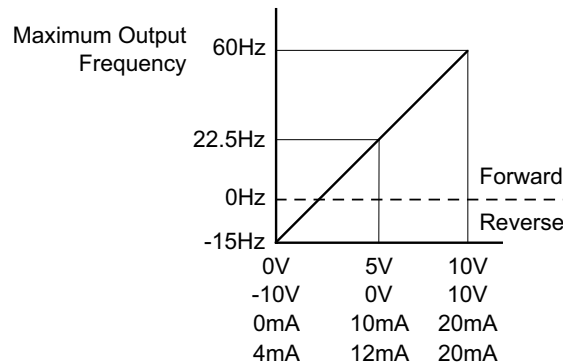 Maximum Output
Frequency
60Hz
22.5Hz
0Hz
-15Hz
Forward
Reverse
0V 5V 10V
-10V 0V 10V
0mA 10mA 20mA
4mA 12mA 20mA